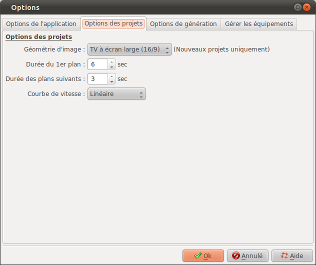 Options
Options de l'application Options des projets Options de génération Gérer les équipements
Options des projets
Géométrie d'image : TV à écran large (16/9) (Nouveaux projets uniquement)
Durée du 1er plan : 6 sec
Durée des plans suivants : 3 sec
Courbe de vitesse : Linéaire
Ok Annulé Aide